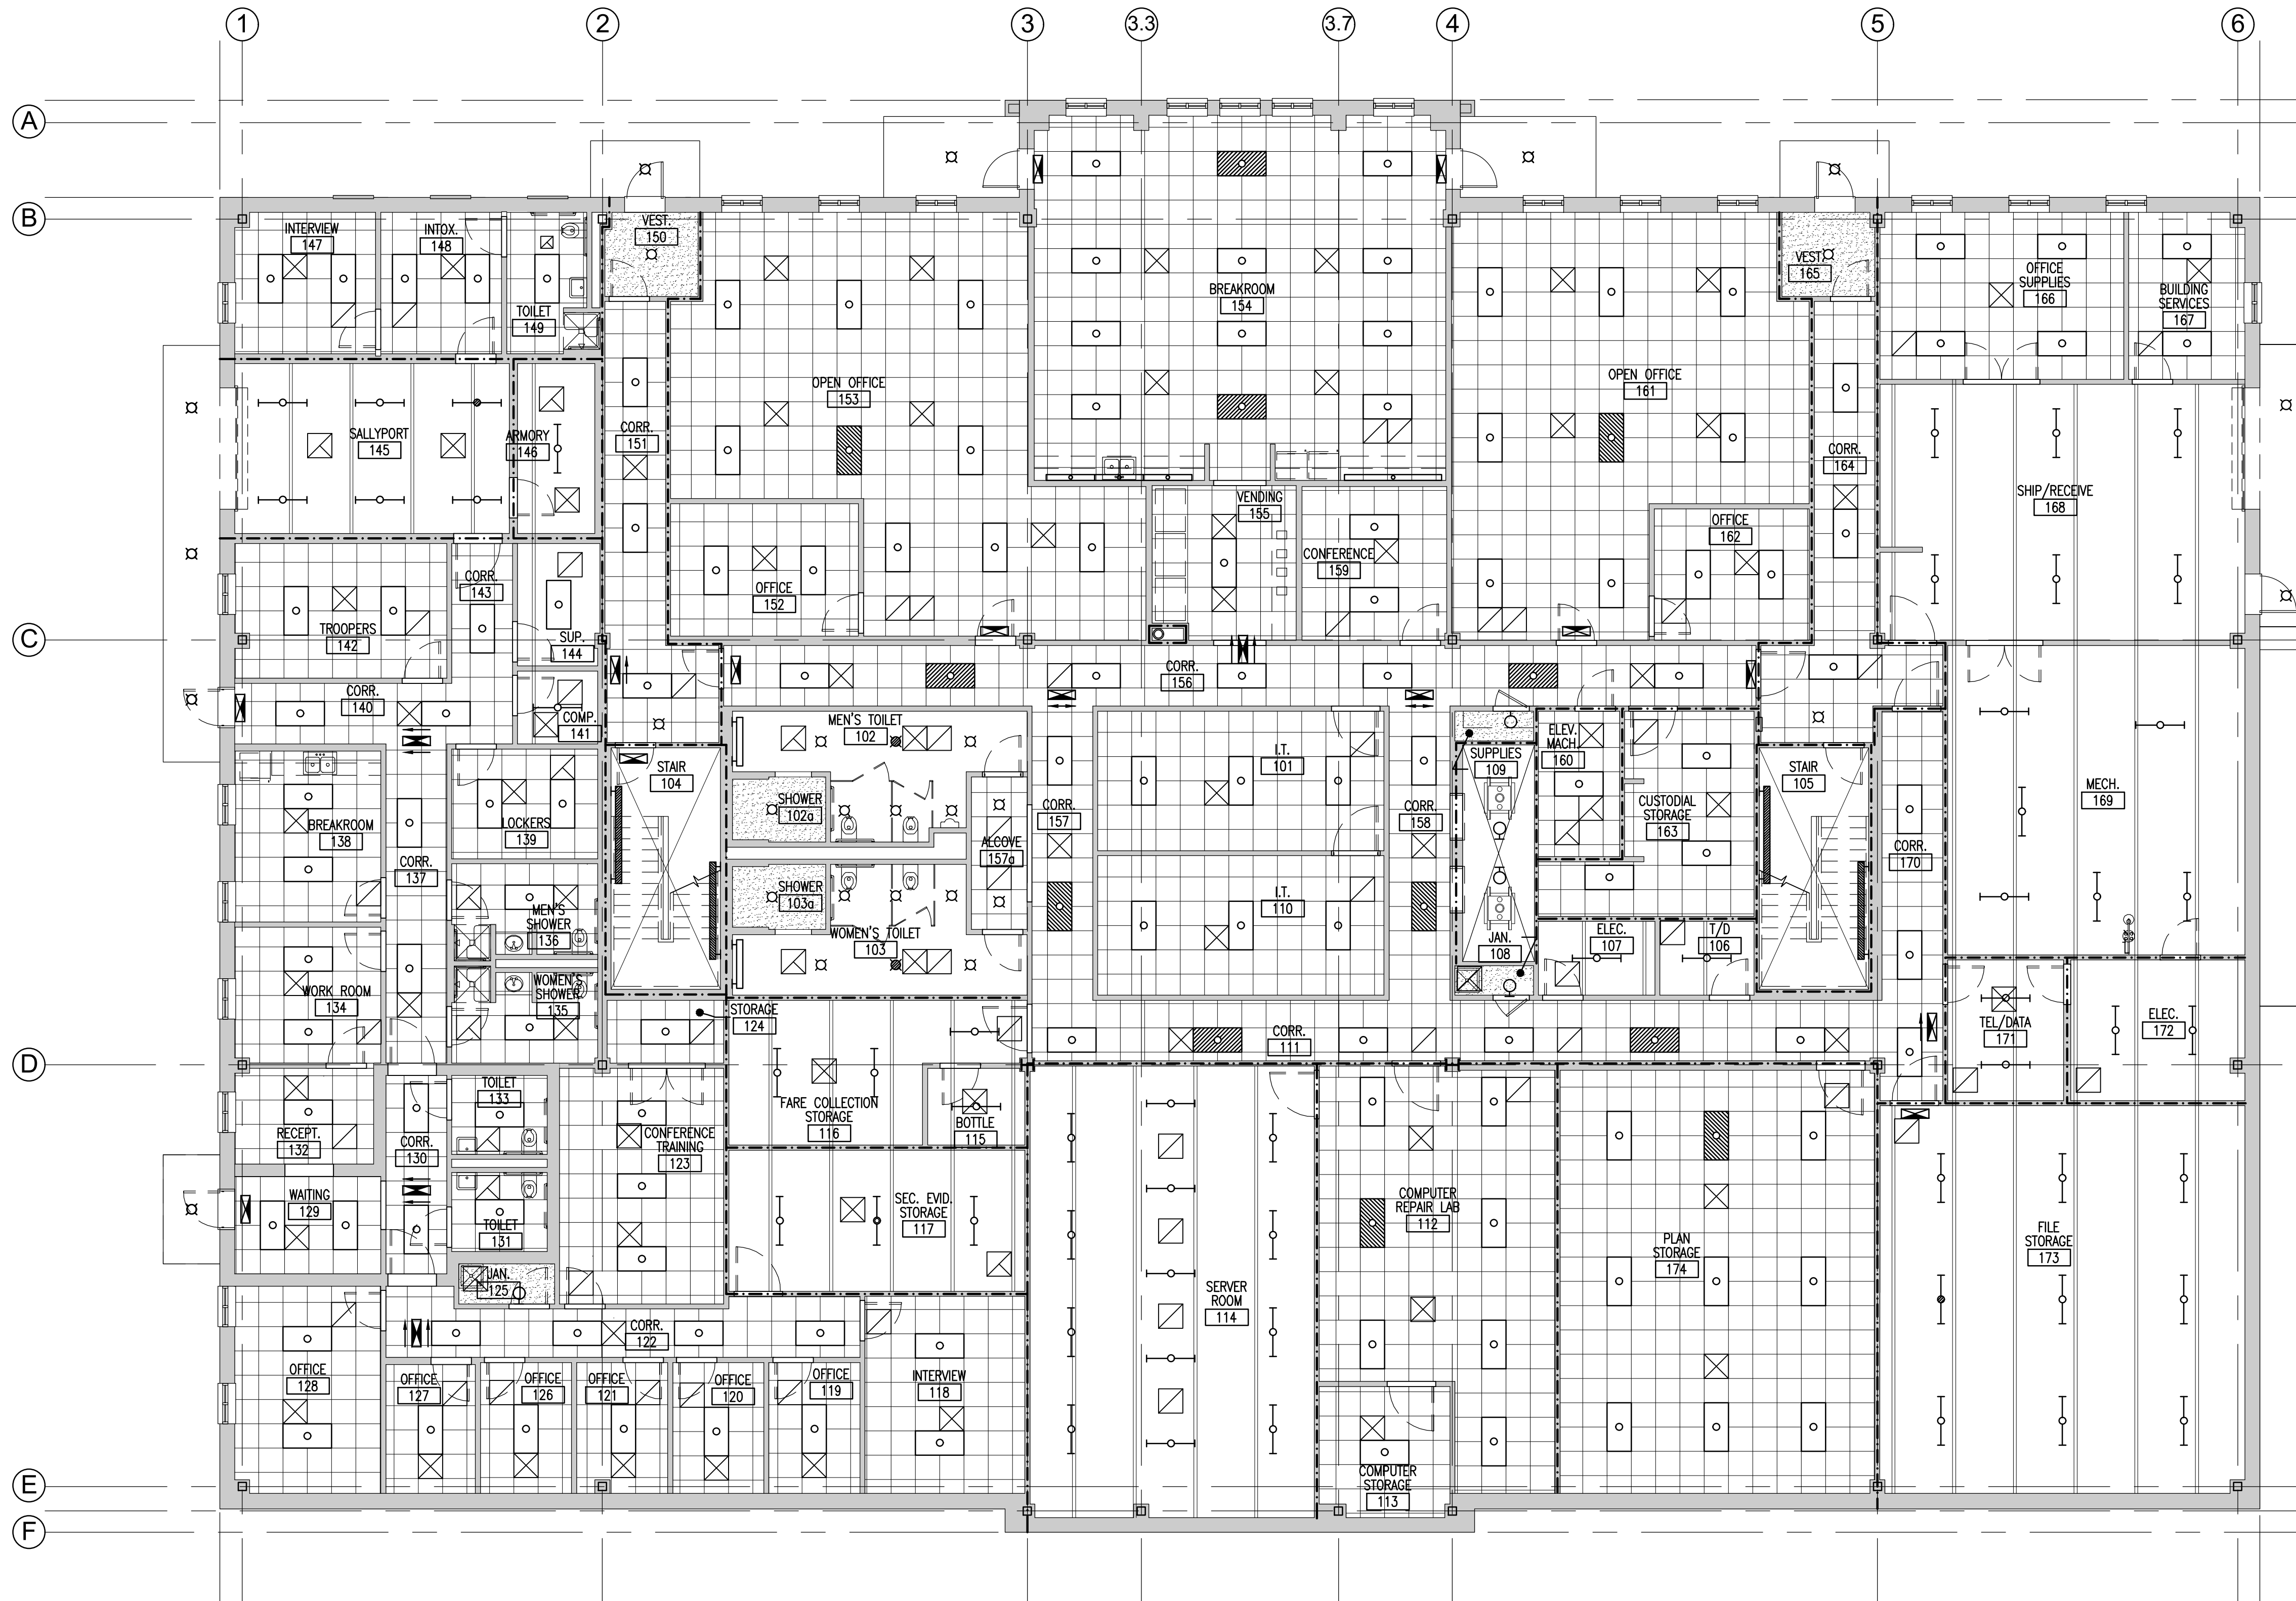 1
2
3
3.3
3.7
4
5
6
A
B
C
D
E
F
INTERVIEW
147
INTOX.
148
TOILET
149
VEST.
150
OPEN OFFICE
153
BREAKROOM
154
OPEN OFFICE
161
VEST.
165
OFFICE
SUPPLIES
166
BUILDING
SERVICES
167
SALLYPORT
145
ARMORY
146
CORR.
151
CORR.
164
SHIP/RECEIVE
168
VENDING
155
CONFERENCE
159
OFFICE
162
OFFICE
152
TROOPERS
142
CORR.
143
SUP.
144
CORR.
140
COMP.
141
CORR.
156
MEN'S TOILET
102
STAIR
104
I.T.
101
SUPPLIES
109
ELEV.
MACH.
160
STAIR
105
MECH.
169
BREAKROOM
138
LOCKERS
139
CORR.
137
SHOWER
102a
ALCOVE
157a
CORR.
157
CORR.
158
CUSTODIAL
STORAGE
163
CORR.
170
SHOWER
103a
WOMEN'S TOILET
103
I.T.
110
JAN.
108
ELEC.
107
T/D
106
MEN'S
SHOWER
136
WOMEN'S
SHOWER
135
WORK ROOM
134
STORAGE
124
CORR.
111
TEL/DATA
171
ELEC.
172
RECEPT.
132
CORR.
130
TOILET
133
CONFERENCE
TRAINING
123
FARE COLLECTION
STORAGE
116
BOTTLE
115
WAITING
129
TOILET
131
SEC. EVID.
STORAGE
117
COMPUTER
REPAIR LAB
112
PLAN
STORAGE
174
FILE
STORAGE
173
JAN.
125
SERVER
ROOM
114
CORR.
122
OFFICE
128
OFFICE
127
OFFICE
126
OFFICE
121
OFFICE
120
OFFICE
119
INTERVIEW
118
COMPUTER
STORAGE
113